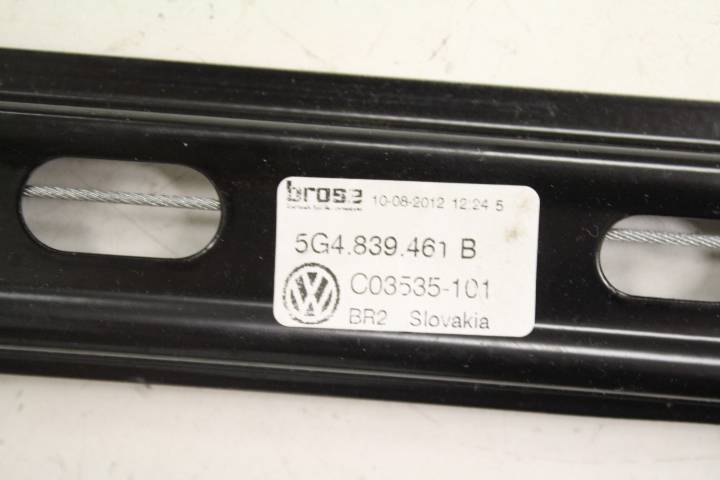 brose 10-08-2012 12:24 5
5G4.839.461 B
C03535-101
BR2 Slovakia